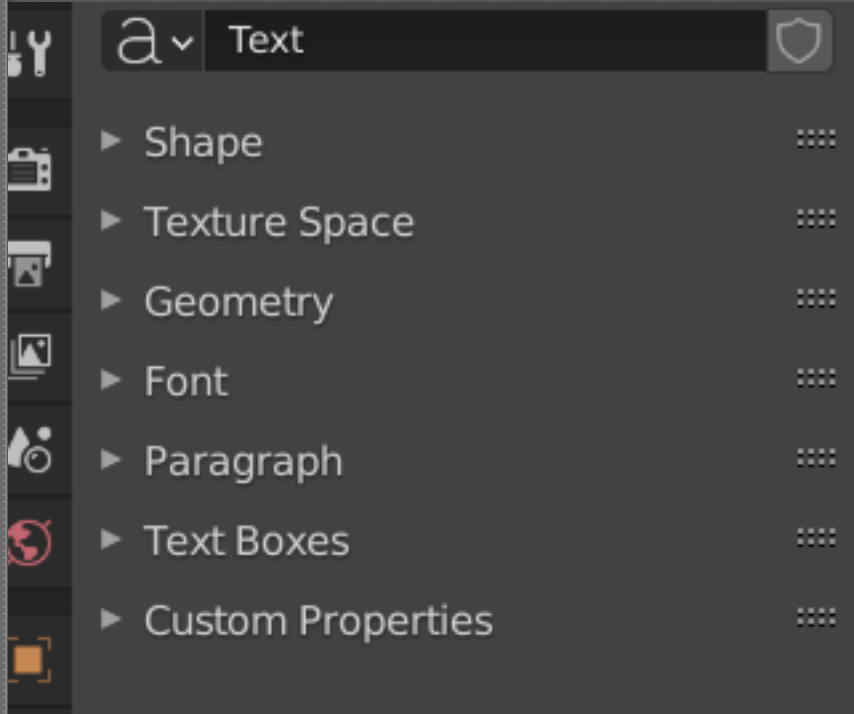 a Text
Shape
Texture Space
Geometry
Font
Paragraph
Text Boxes
Custom Properties